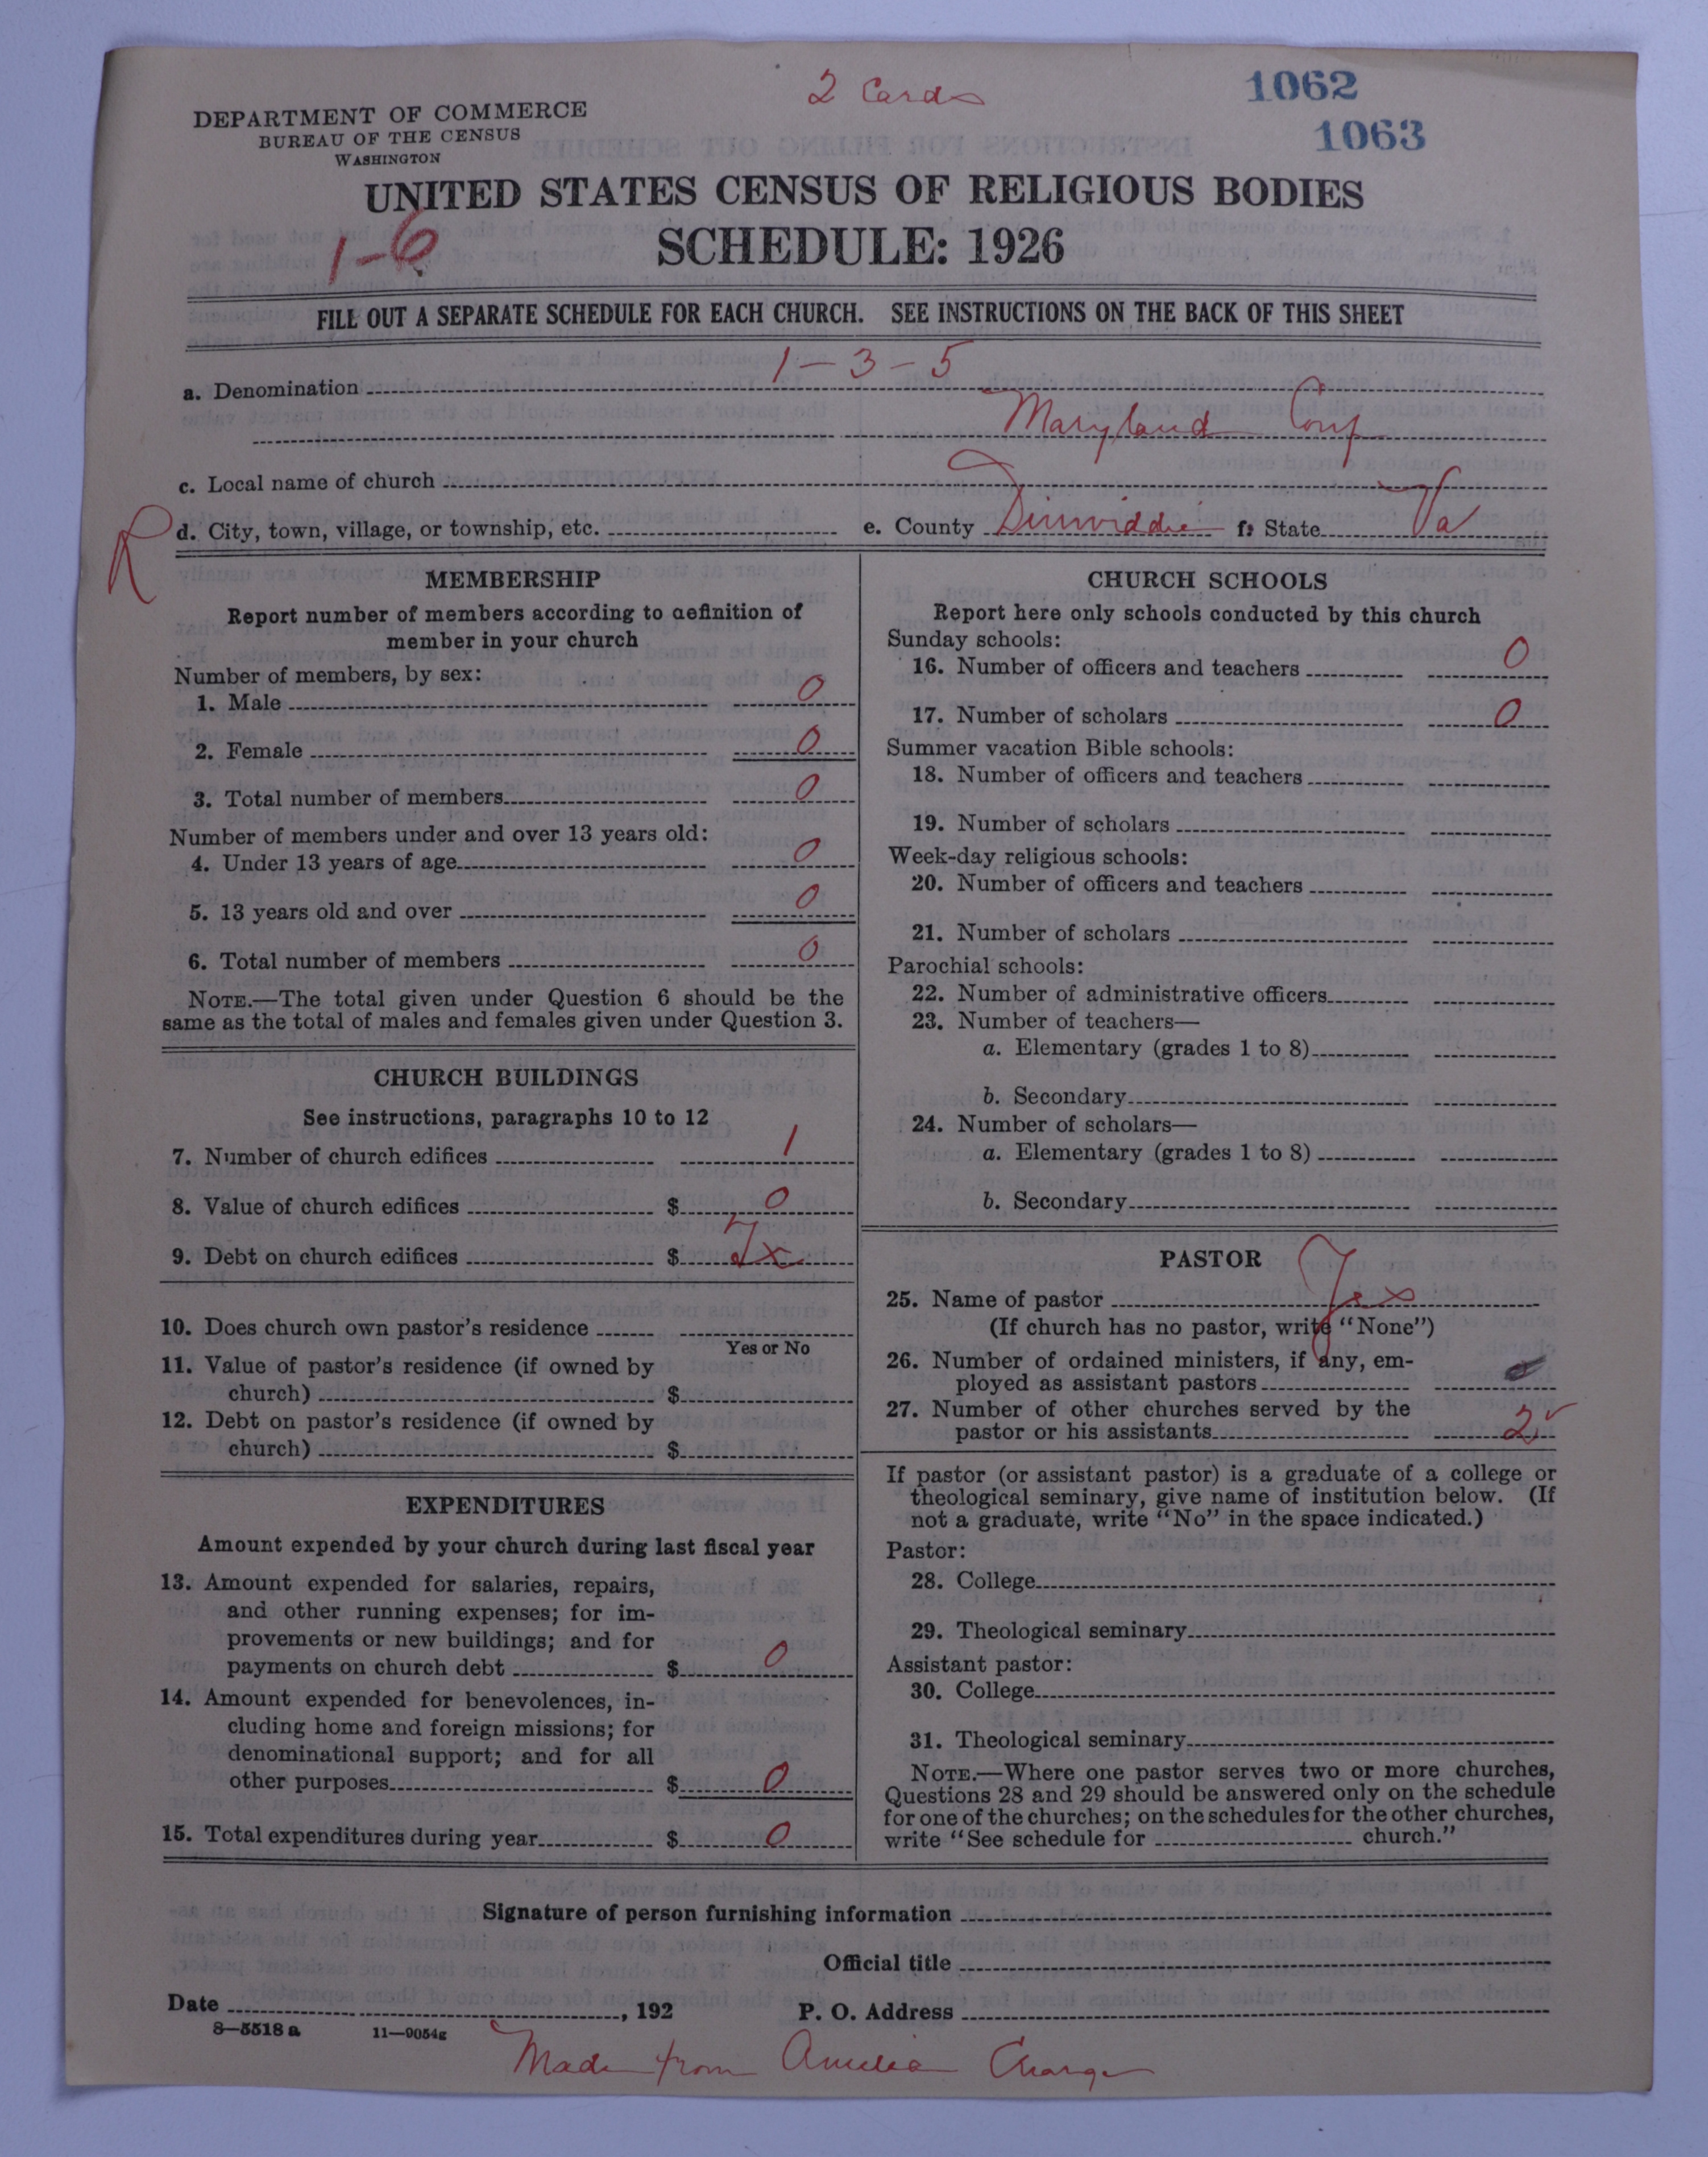 2 Cards
1062
1063
DEPARTMENT OF COMMERCE
BUREAU OF THE CENSUS
WASHINGTON
UNITED STATES CENSUS OF RELIGIOUS BODIES
1-6
SCHEDULE: 1926
FILL OUT A SEPARATE SCHEDULE FOR EACH CHURCH. SEE INSTRUCTIONS ON THE BACK OF THIS SHEET
1-3-5
a. Denomination
Maryland Conf
c. Local name of church
R
d. City, town, village, or township, etc. e. County Dinwiddie f. State Va
MEMBERSHIP
Report number of members according to definition of
member in your church
Number of members, by sex:
1. Male 0
2. Female 0
3. Total number of members 0
Number of members under and over 13 years old:
4. Under 13 years of age 0
5. 13 years old and over 0
6. Total number of members 0
NOTE.—The total given under Question 6 should be the
same as the total of males and females given under Question 3.
CHURCH BUILDINGS
See instructions, paragraphs 10 to 12
7. Number of church edifices 1
8. Value of church edifices $ 0
9. Debt on church edifices $
10. Does church own pastor's residence
Yes or No
11. Value of pastor's residence (if owned by
church) $
12. Debt on pastor's residence (if owned by
church) $
EXPENDITURES
Amount expended by your church during last fiscal year
13. Amount expended for salaries, repairs,
and other running expenses; for im-
provements or new buildings; and for
payments on church debt $ 0
14. Amount expended for benevolences, in-
cluding home and foreign missions; for
denominational support; and for all
other purposes $ 0
15. Total expenditures during year $ 0
CHURCH SCHOOLS
Report here only schools conducted by this church
Sunday schools:
16. Number of officers and teachers 0
17. Number of scholars 0
Summer vacation Bible schools:
18. Number of officers and teachers
19. Number of scholars
Week-day religious schools:
20. Number of officers and teachers
21. Number of scholars
Parochial schools:
22. Number of administrative officers
23. Number of teachers—
a. Elementary (grades 1 to 8)
b. Secondary
24. Number of scholars—
a. Elementary (grades 1 to 8)
b. Secondary
PASTOR
25. Name of pastor
(If church has no pastor, write "None")
26. Number of ordained ministers, if any, em-
ployed as assistant pastors
27. Number of other churches served by the
pastor or his assistants 2
If pastor (or assistant pastor) is a graduate of a college or
theological seminary, give name of institution below. (If
not a graduate, write "No" in the space indicated.)
Pastor:
28. College
29. Theological seminary
Assistant pastor:
30. College
31. Theological seminary
NOTE.—Where one pastor serves two or more churches,
Questions 28 and 29 should be answered only on the schedule
for one of the churches; on the schedules for the other churches,
write "See schedule for church."
Signature of person furnishing information
Official title
Date , 192 P. O. Address
8—5518 a 11—9054g
Made from Amelia Charge